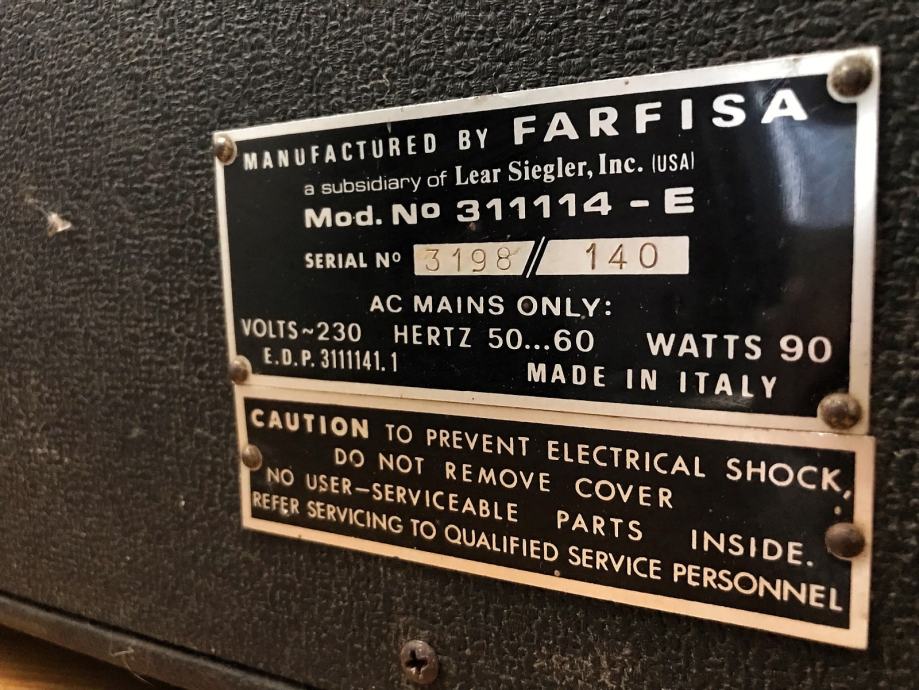 MANUFACTURED BY FARFISA
a subsidiary of Lear Siegler, Inc. (USA)
Mod. Nº 311114 - E
SERIAL Nº 3198 // 140
AC MAINS ONLY:
VOLTS~230 HERTZ 50...60 WATTS 90
E.D.P. 3111141.1 MADE IN ITALY
CAUTION TO PREVENT ELECTRICAL SHOCK,
DO NOT REMOVE COVER
NO USER-SERVICEABLE PARTS INSIDE.
REFER SERVICING TO QUALIFIED SERVICE PERSONNEL